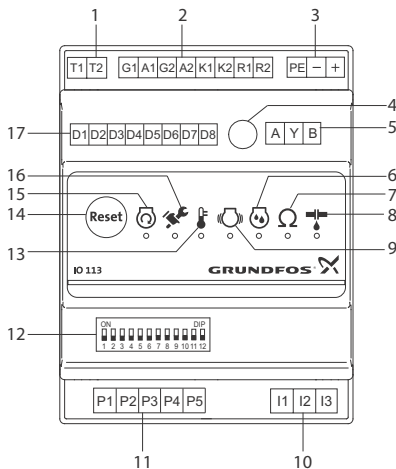 1 2 3
T1 T2 G1 A1 G2 A2 K1 K2 R1 R2 PE − +
4
17 D1 D2 D3 D4 D5 D6 D7 D8 A Y B 5
16 6
15 7
14 Reset Ω 8
13 9
IO 113 GRUNDFOS
ON DIP
12
1 2 3 4 5 6 7 8 9 10 11 12
P1 P2 P3 P4 P5 I1 I2 I3
11 10